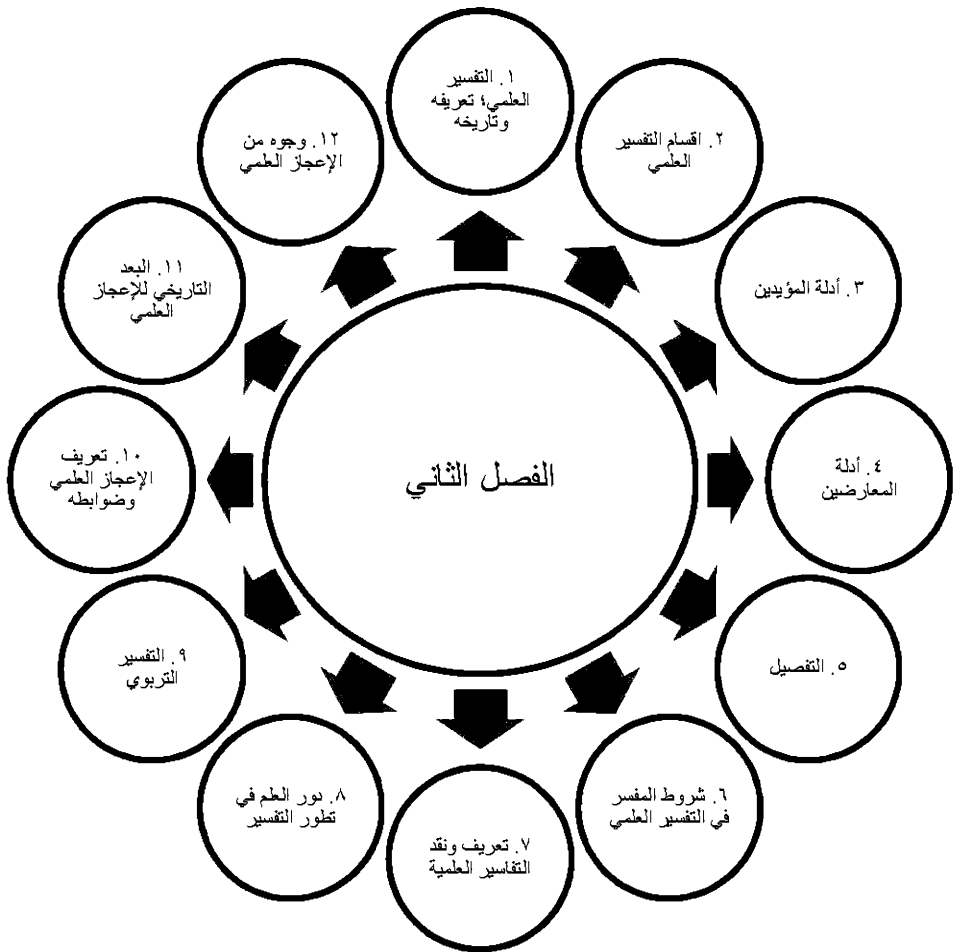 ١. التفسير
العلمي؛ تعريفه
وتاريخه
٢. اقسام التفسير
العلمي
٣. أدلة المؤيدين
٤. أدلة
المعارضين
٥. التفصيل
٦. شروط المفسر
في التفسير العلمي
٧. تعريف ونقد
التفاسير العلمية
٨. دور العلم في
تطور التفسير
٩. التفسير
التربوي
١٠. تعريف
الإعجاز العلمي
وضوابطه
١١. البعد
التاريخي للإعجاز
العلمي
١٢. وجوه من
الإعجاز العلمي
الفصل الثاني